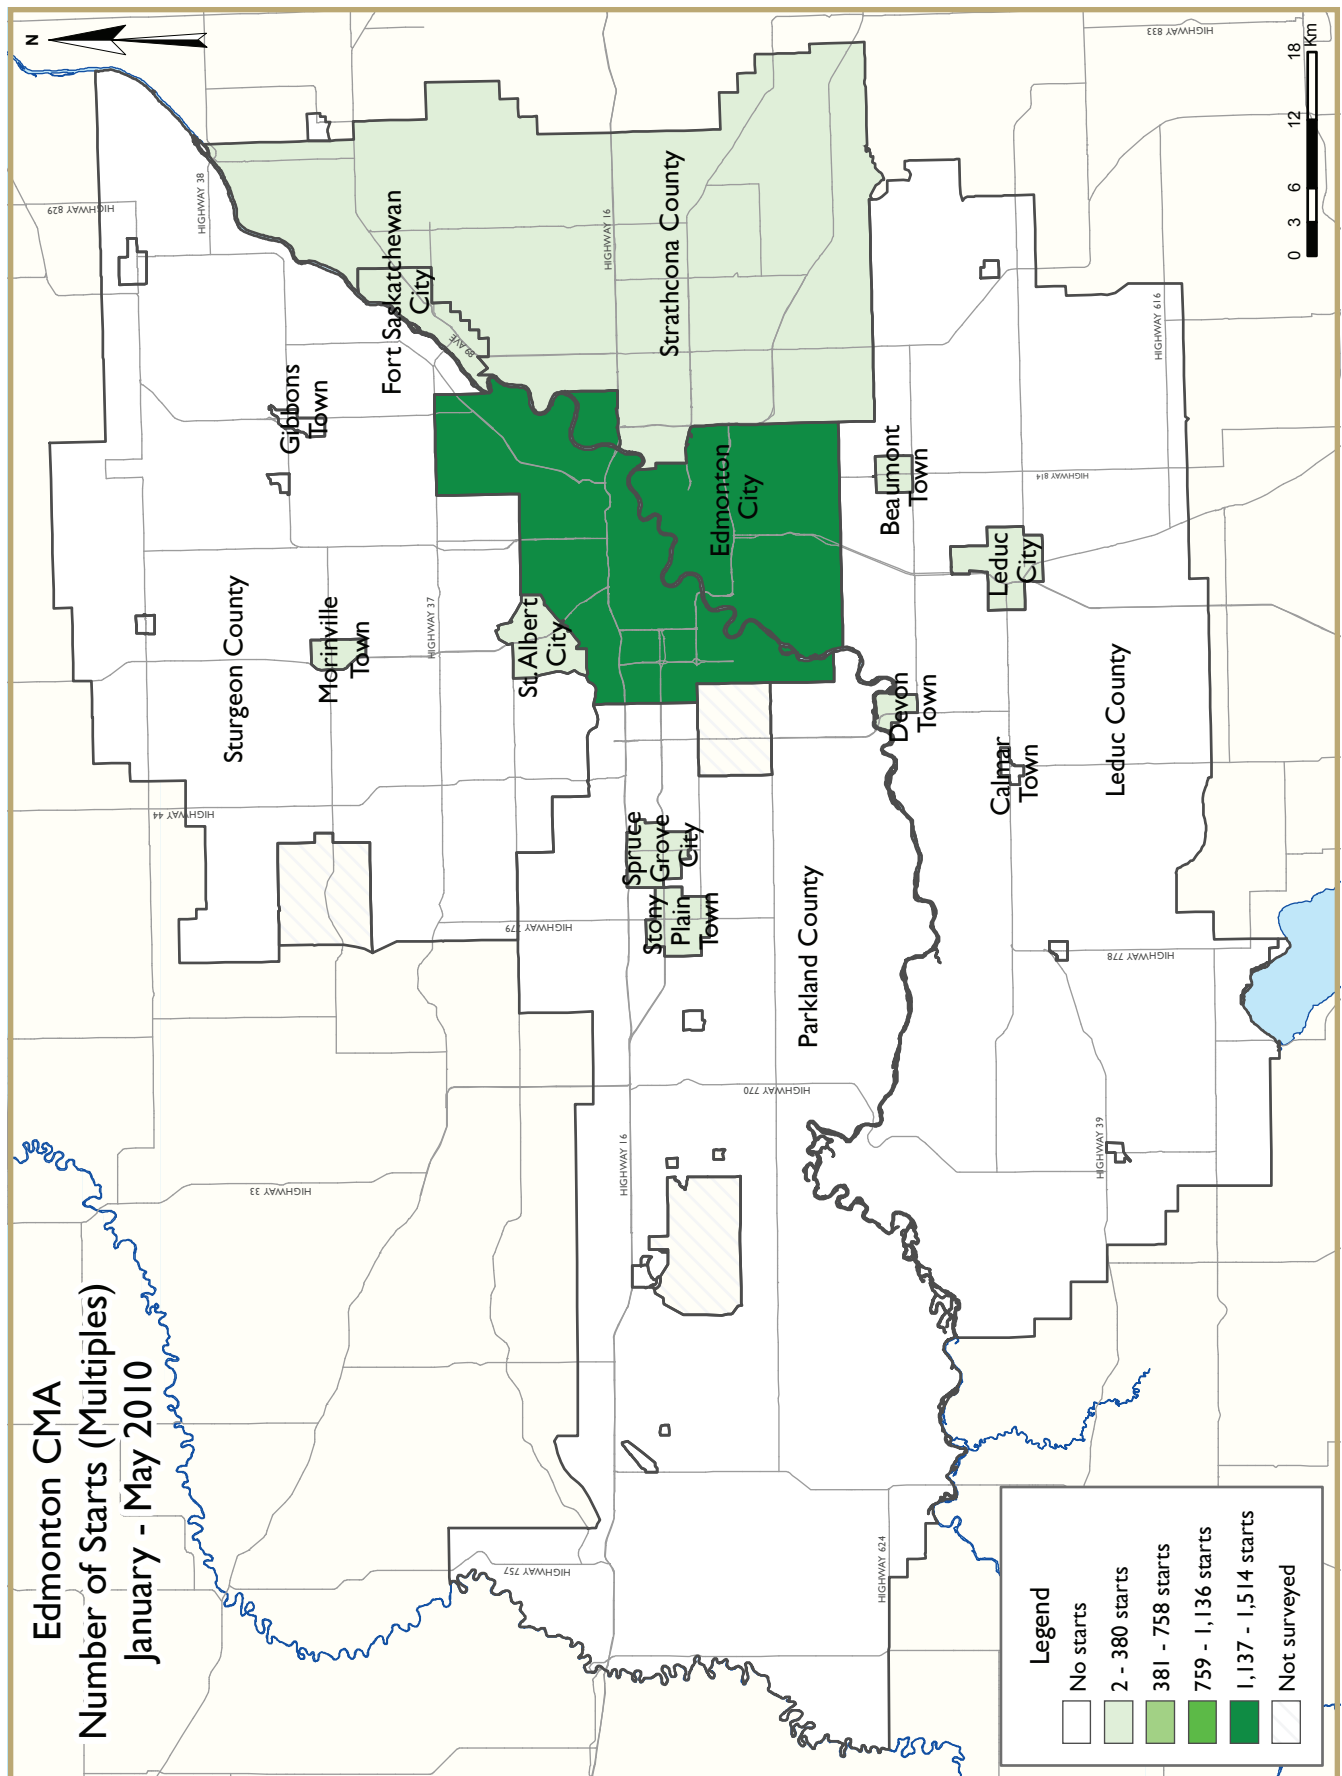 Edmonton CMA
Number of Starts (Multiples)
January - May 2010
N
HIGHWAY 829
HIGHWAY 38
HIGHWAY 833
Fort Saskatchewan
City
89 AVE
HIGHWAY 16
Strathcona County
Gibbons
Town
Sturgeon County
Morinville
Town
HIGHWAY 37
St. Albert
City
Edmonton
City
Beaumont
Town
HIGHWAY 814
HIGHWAY 616
Leduc
City
Devon
Town
Calmar
Town
Leduc County
HIGHWAY 44
HIGHWAY 779
Spruce
Grove
City
Stony
Plain
Town
Parkland County
HIGHWAY 778
HIGHWAY 770
HIGHWAY 39
HIGHWAY 33
HIGHWAY 16
HIGHWAY 757
HIGHWAY 624
0 3 6 12 18
Km
Legend
No starts
2 - 380 starts
381 - 758 starts
759 - 1,136 starts
1,137 - 1,514 starts
Not surveyed